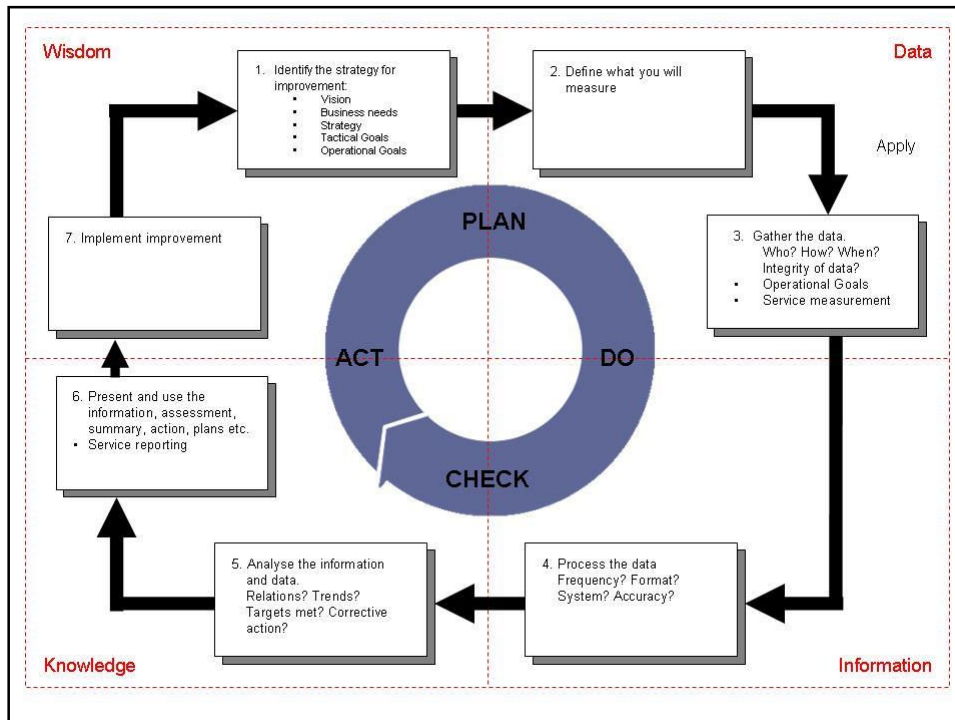 Wisdom
Data
1. Identify the strategy for
improvement:
▪ Vision
▪ Business needs
▪ Strategy
▪ Tactical Goals
▪ Operational Goals
2. Define what you will
measure
Apply
3. Gather the data.
Who? How? When?
Integrity of data?
▪ Operational Goals
▪ Service measurement
7. Implement improvement
PLAN
ACT
DO
CHECK
6. Present and use the
information, assessment,
summary, action, plans etc.
▪ Service reporting
5. Analyse the information
and data.
Relations? Trends?
Targets met? Corrective
action?
4. Process the data
Frequency? Format?
System? Accuracy?
Knowledge
Information